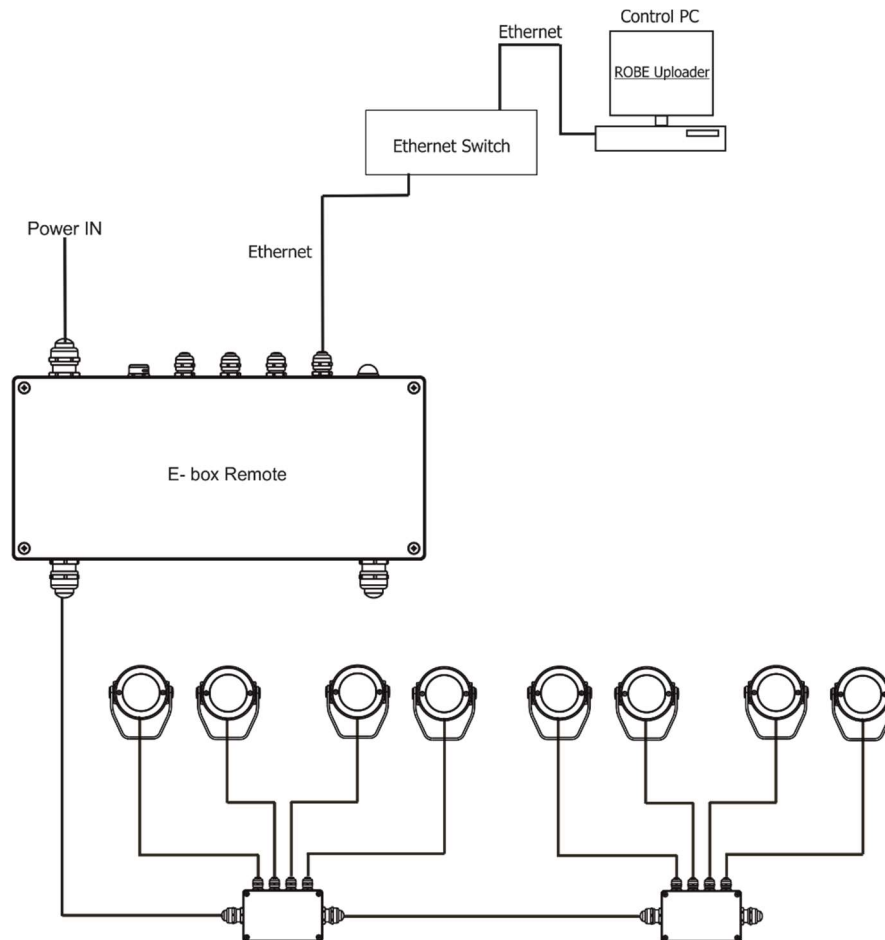 Control PC
Ethernet
ROBE Uploader
Ethernet Switch
Power IN
Ethernet
E- box Remote